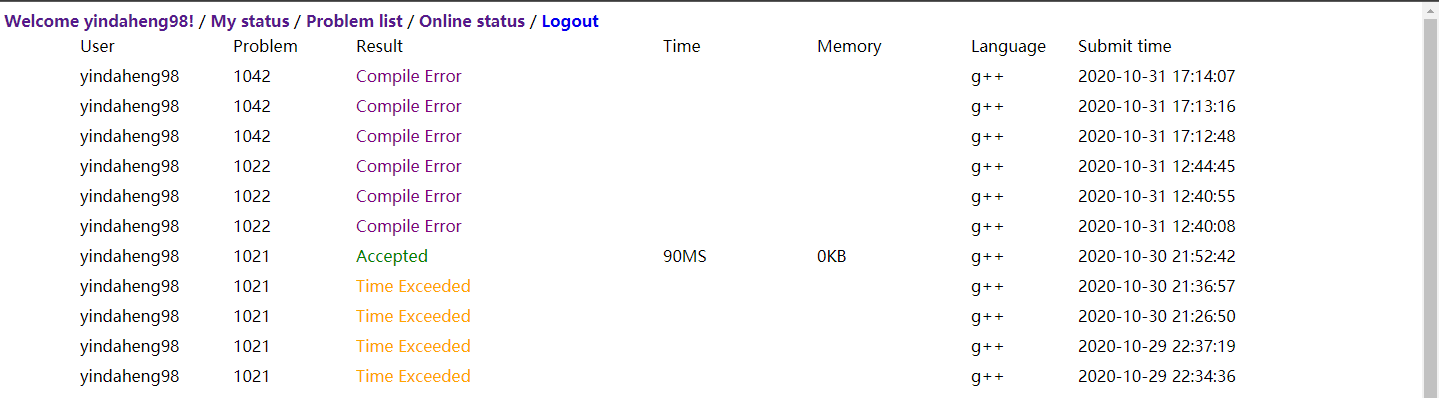 Welcome yindaheng98! / My status / Problem list / Online status / Logout
User Problem Result Time Memory Language Submit time
yindaheng98 1042 Compile Error g++ 2020-10-31 17:14:07
yindaheng98 1042 Compile Error g++ 2020-10-31 17:13:16
yindaheng98 1042 Compile Error g++ 2020-10-31 17:12:48
yindaheng98 1022 Compile Error g++ 2020-10-31 12:44:45
yindaheng98 1022 Compile Error g++ 2020-10-31 12:40:55
yindaheng98 1022 Compile Error g++ 2020-10-31 12:40:08
yindaheng98 1021 Accepted 90MS 0KB g++ 2020-10-30 21:52:42
yindaheng98 1021 Time Exceeded g++ 2020-10-30 21:36:57
yindaheng98 1021 Time Exceeded g++ 2020-10-30 21:26:50
yindaheng98 1021 Time Exceeded g++ 2020-10-29 22:37:19
yindaheng98 1021 Time Exceeded g++ 2020-10-29 22:34:36